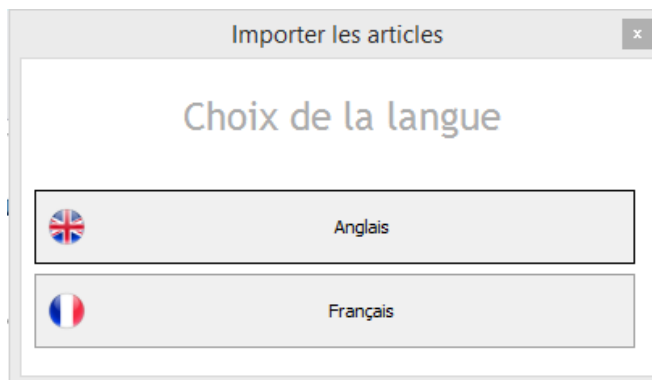 Importer les articles
x
Choix de la langue
Anglais
Français